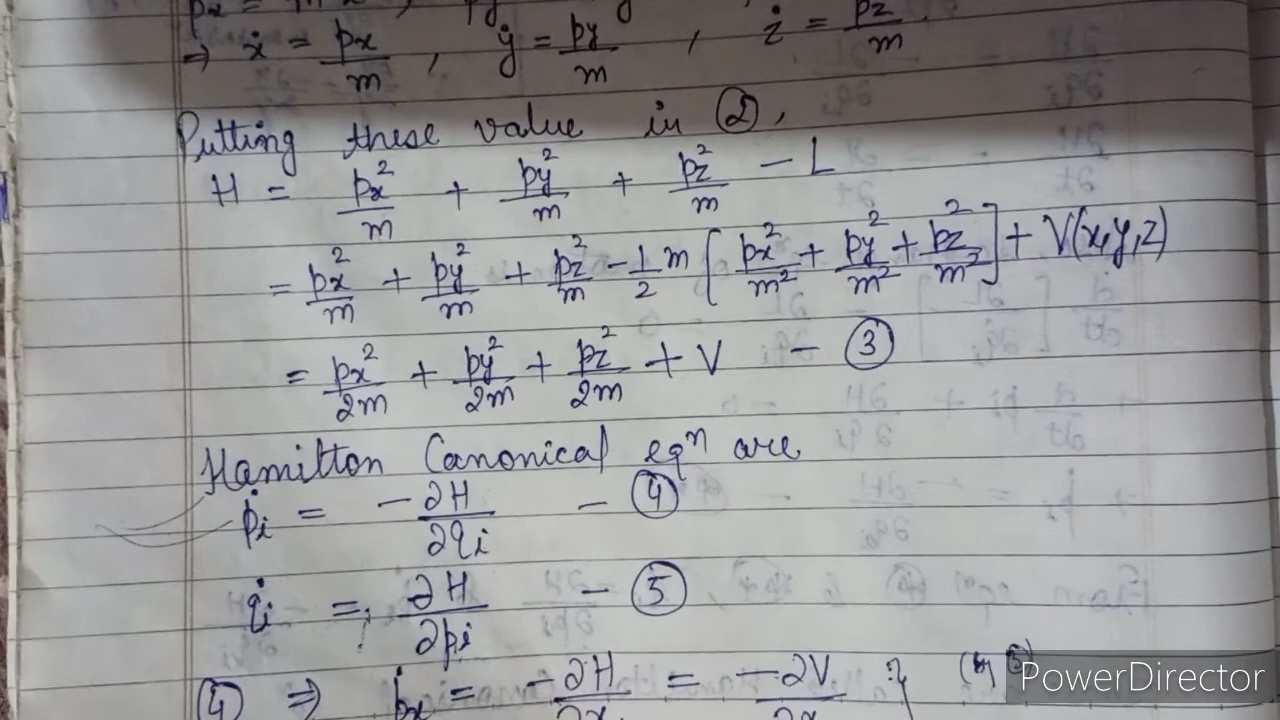 px = m ẋ, py
⇒ ẋ = px/m , ẏ = py/m , ż = pz/m
Putting these value in ②,
H = px²/m + py²/m + pz²/m - L
= px²/m + py²/m + pz²/m - 1/2 m [px²/m² + py²/m² + pz²/m²] + V(x,y,z)
= px²/2m + py²/2m + pz²/2m + V - ③
Hamilton Canonical eqⁿ are
ṗi = -∂H/∂qi - ④
q̇i = ∂H/∂pi - ⑤
④ ⇒ ṗx = -∂H/∂x = -∂V/∂x
PowerDirector